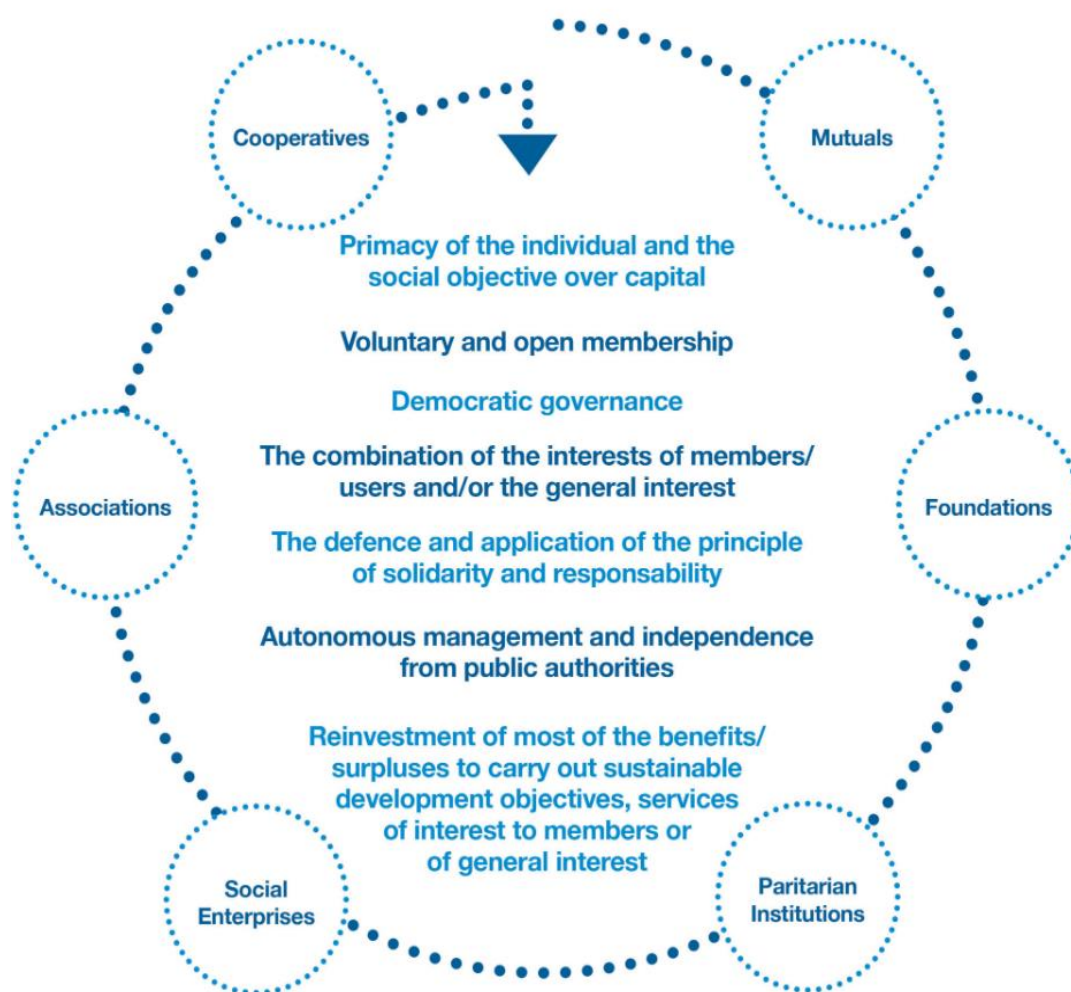 Cooperatives
Mutuals
Primacy of the individual and the
social objective over capital
Voluntary and open membership
Democratic governance
The combination of the interests of members/
users and/or the general interest
Associations
Foundations
The defence and application of the principle
of solidarity and responsability
Autonomous management and independence
from public authorities
Reinvestment of most of the benefits/
surpluses to carry out sustainable
development objectives, services
of interest to members or
of general interest
Social
Enterprises
Paritarian
Institutions